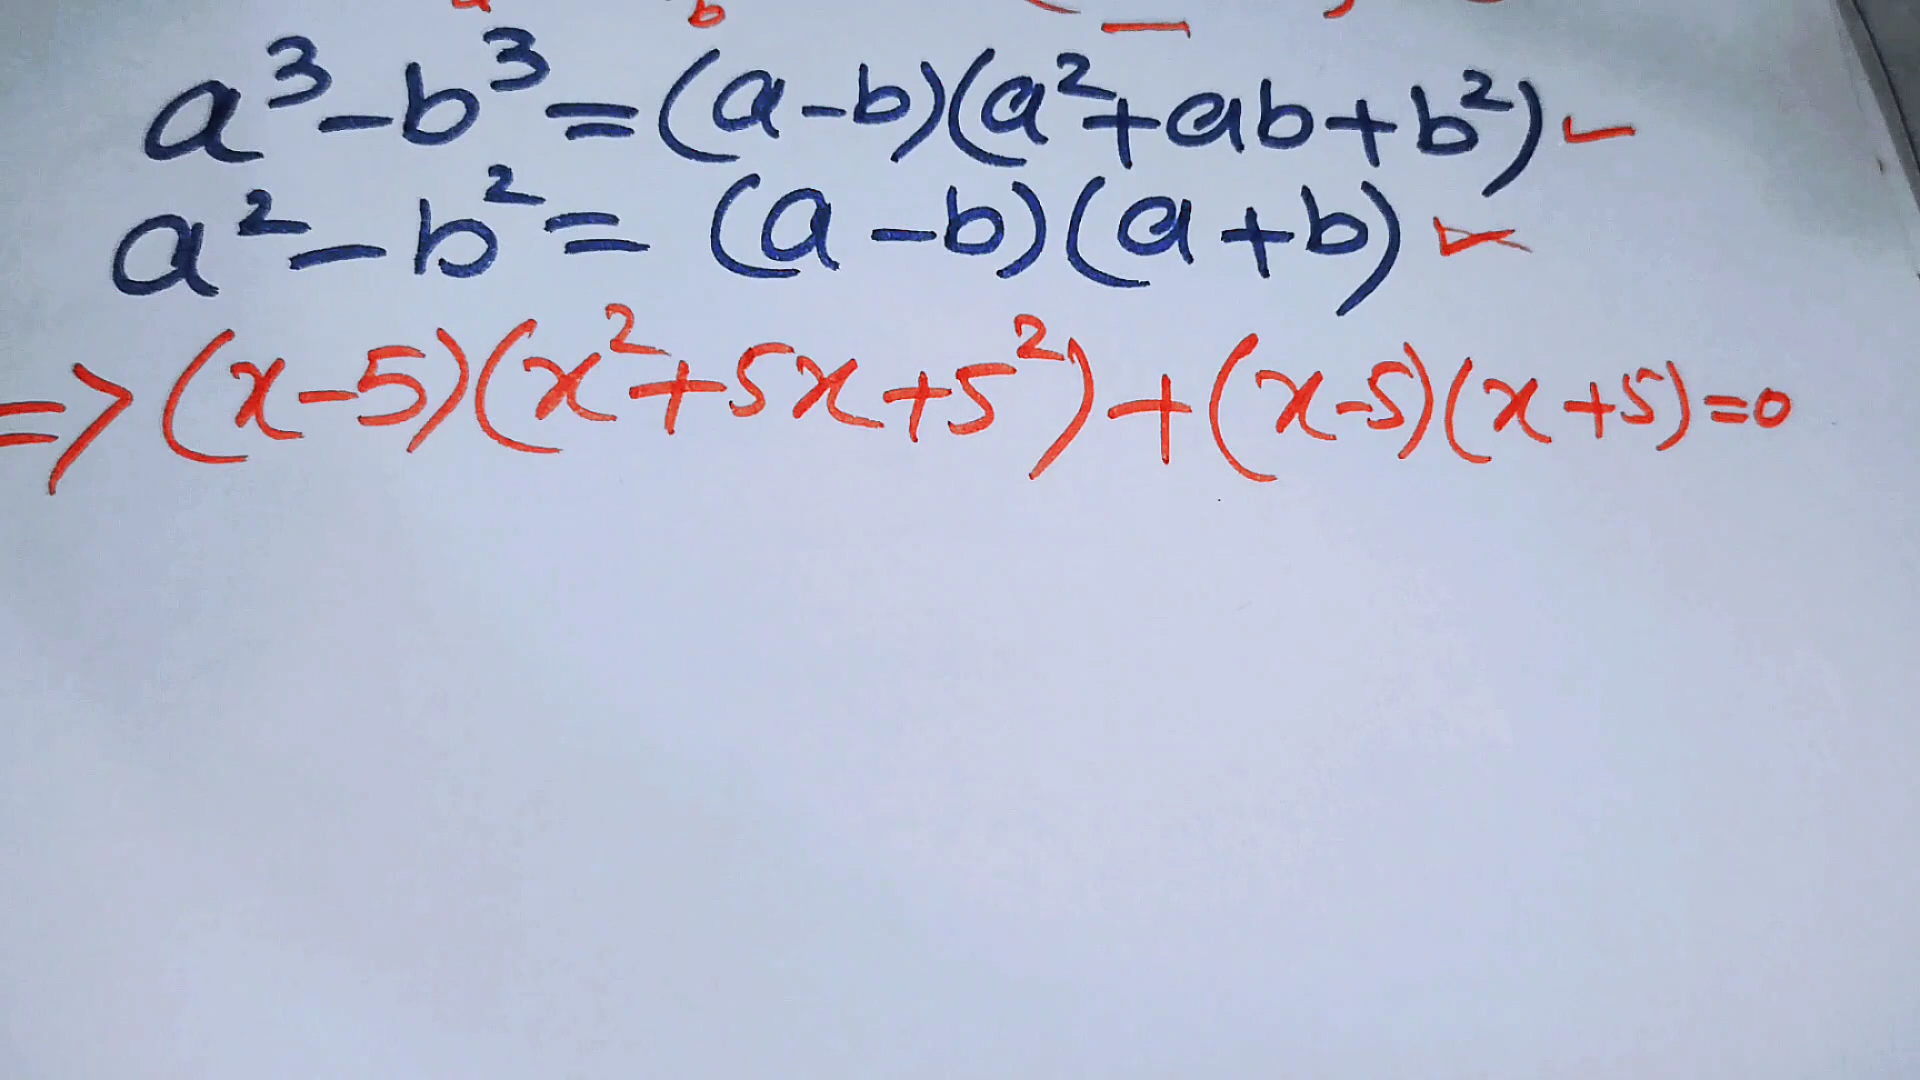 a b
a³-b³=(a-b)(a²+ab+b²)
a²-b²= (a-b)(a+b)
=> (x-5)(x²+5x+5²)+(x-5)(x+5)=0